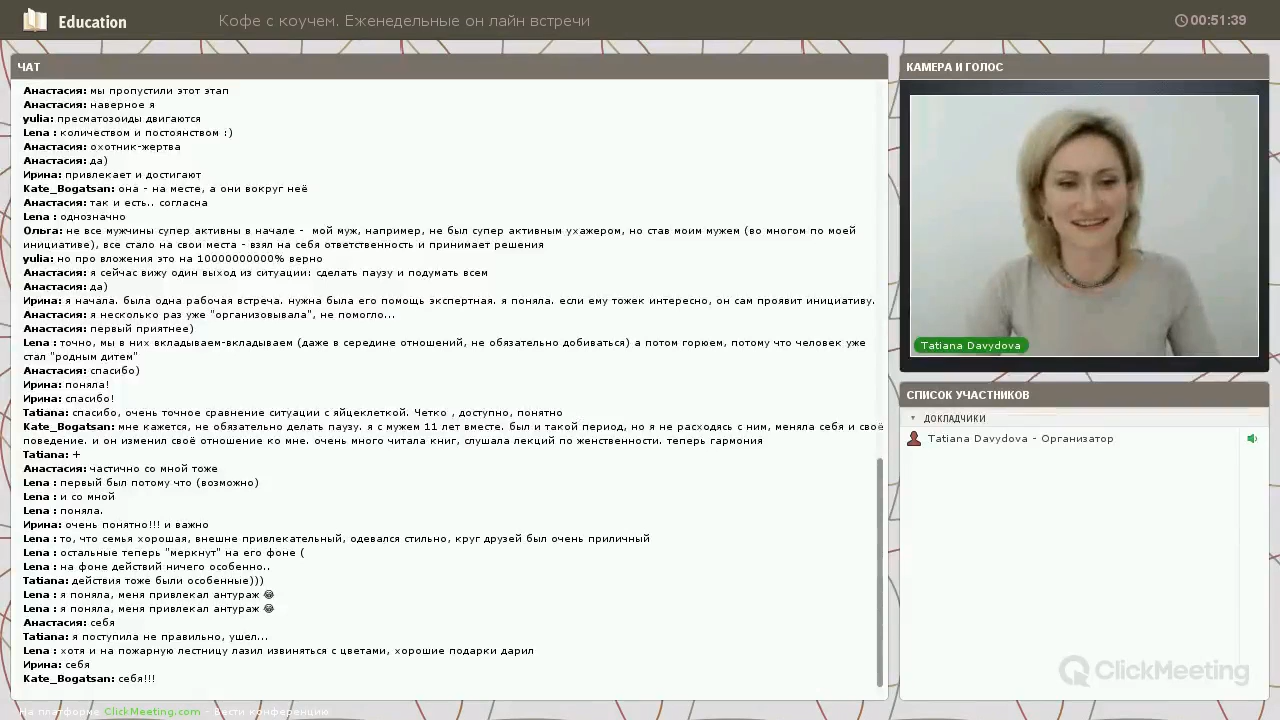 Education
Кофе с коучем. Еженедельные он лайн встречи
00:51:39
ЧАТ
Анастасия: мы пропустили этот этап
Анастасия: наверное я
yulia: пресматозоиды двигаются
Lena : количеством и постоянством :)
Анастасия: охотник-жертва
Анастасия: да)
Ирина: привлекает и достигают
Kate_Bogatsan: она - на месте, а они вокруг неё
Анастасия: так и есть.. согласна
Lena : однозначно
Ольга: не все мужчины супер активны в начале - мой муж, например, не был супер активным ухажером, но став моим мужем (во многом по моей
инициативе), все стало на свои места - взял на себя ответственность и принимает решения
yulia: но про вложения это на 10000000000% верно
Анастасия: я сейчас вижу один выход из ситуации: сделать паузу и подумать всем
Анастасия: да)
Ирина: я начала. была одна рабочая встреча. нужна была его помощь экспертная. я поняла. если ему тожек интересно, он сам проявит инициативу.
Анастасия: я несколько раз уже "организовывала", не помогло...
Анастасия: первый приятнее)
Lena : точно, мы в них вкладываем-вкладываем (даже в середине отношений, не обязательно добиваться) а потом горюем, потому что человек уже
стал "родным дитем"
Анастасия: спасибо)
Ирина: поняла!
Ирина: спасибо!
Tatiana: спасибо, очень точное сравнение ситуации с яйцеклеткой. Четко , доступно, понятно
Kate_Bogatsan: мне кажется, не обязательно делать паузу. я с мужем 11 лет вместе. был и такой период, но я не расходясь с ним, меняла себя и своё
поведение. и он изменил своё отношение ко мне. очень много читала книг, слушала лекций по женственности. теперь гармония
Tatiana: +
Анастасия: частично со мной тоже
Lena : первый был потому что (возможно)
Lena : и со мной
Lena : поняла.
Ирина: очень понятно!!! и важно
Lena : то, что семья хорошая, внешне привлекательный, одевался стильно, круг друзей был очень приличный
Lena : остальные теперь "меркнут" на его фоне (
Lena : на фоне действий ничего особенно..
Tatiana: действия тоже были особенные)))
Lena : я поняла, меня привлекал антураж 😂
Lena : я поняла, меня привлекал антураж 😂
Анастасия: себя
Tatiana: я поступила не правильно, ушел...
Lena : хотя и на пожарную лестницу лазил извиняться с цветами, хорошие подарки дарил
Ирина: себя
Kate_Bogatsan: себя!!!
КАМЕРА И ГОЛОС
Tatiana Davydova
СПИСОК УЧАСТНИКОВ
ДОКЛАДЧИКИ
Tatiana Davydova - Организатор
ClickMeeting
На платформе ClickMeeting.com - Вести конференцию